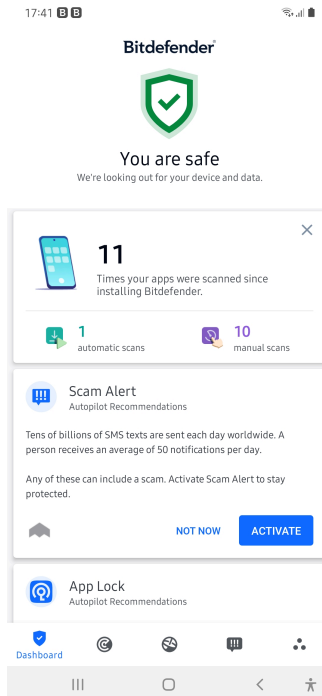 17:41 B B
Bitdefender
You are safe
We're looking out for your device and data.
11
Times your apps were scanned since
installing Bitdefender.
1
automatic scans
10
manual scans
Scam Alert
Autopilot Recommendations
Tens of billions of SMS texts are sent each day worldwide. A
person receives an average of 50 notifications per day.
Any of these can include a scam. Activate Scam Alert to stay
protected.
NOT NOW
ACTIVATE
App Lock
Autopilot Recommendations
Dashboard